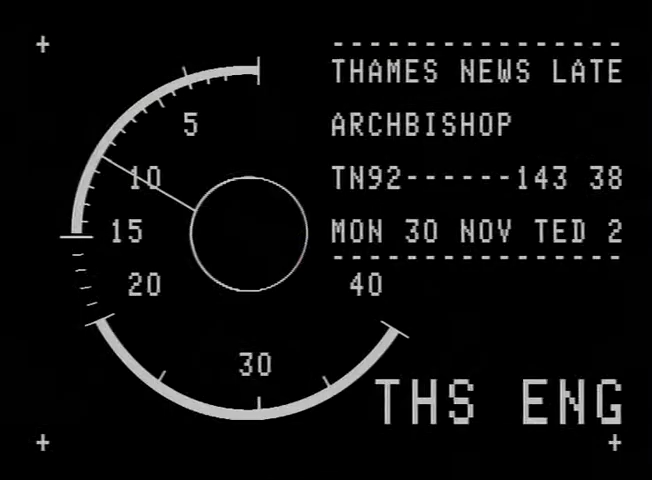 THAMES NEWS LATE
ARCHBISHOP
TN92------143 38
MON 30 NOV TED 2
5
10
15
20
40
30
THS ENG